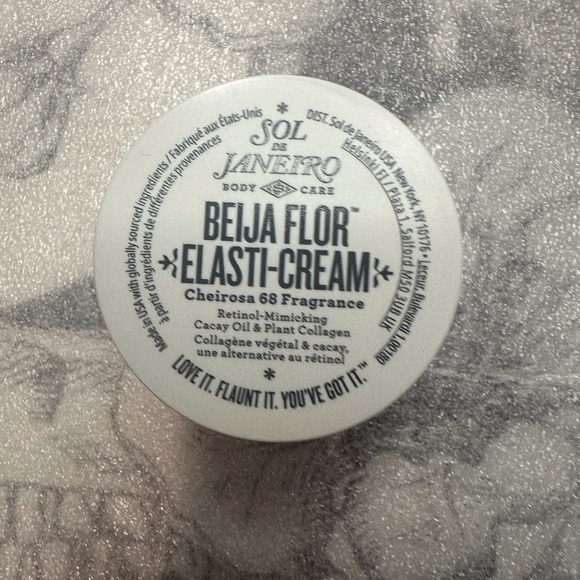 Made in USA with globally sourced ingredients / Fabriqué aux États-Unis
à partir d'ingrédients de différentes provenances
DIST. Sol de Janeiro USA New York, NY 10176 •
Helsinki FI / Plaza 1, Salford M50 3UB UK
SOL
DE
JANEIRO
BODY CARE
BEIJA FLOR™
ELASTI-CREAM
Cheirosa 68 Fragrance
Retinol-Mimicking
Cacay Oil & Plant Collagen
Collagène végétal & cacay,
une alternative au rétinol
LOVE IT. FLAUNT IT. YOU'VE GOT IT.™